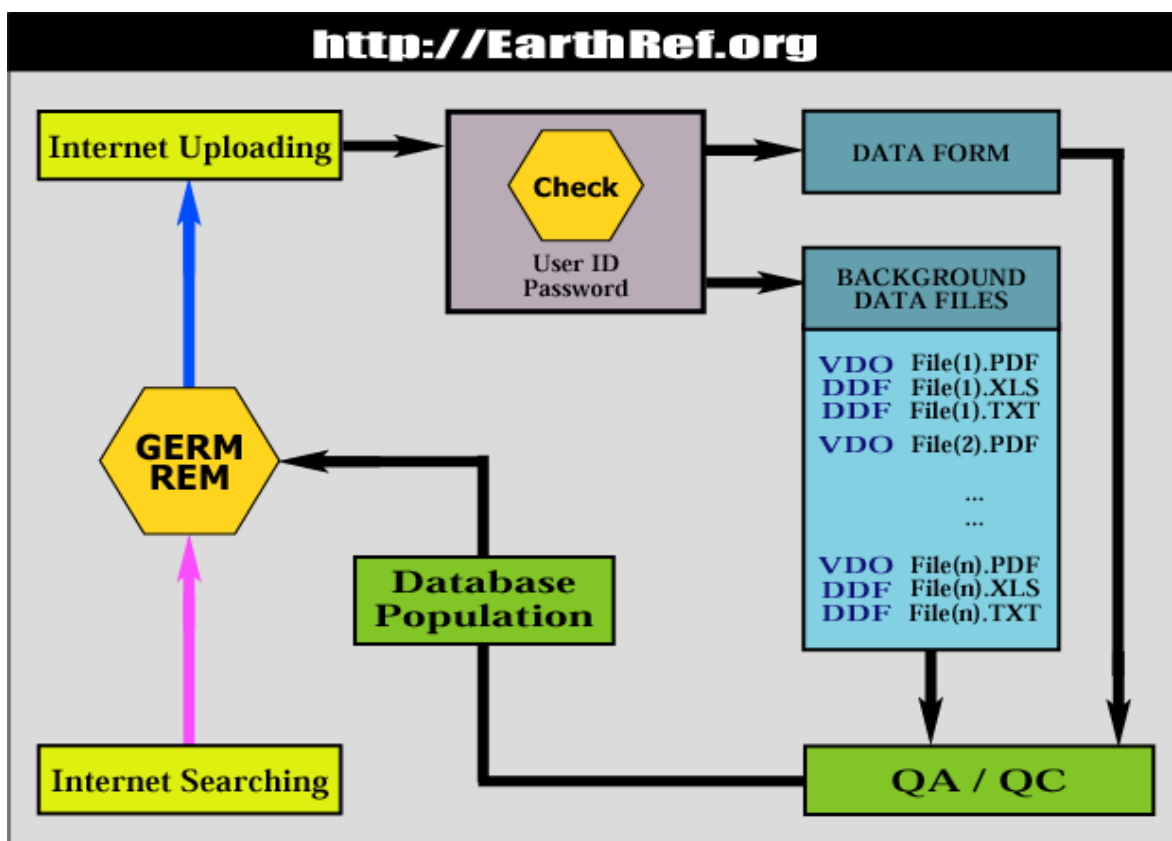 http://EarthRef.org
Internet Uploading
Check
User ID
Password
DATA FORM
BACKGROUND
DATA FILES
VDO File(1).PDF
DDF File(1).XLS
DDF File(1).TXT
VDO File(2).PDF
...
...
VDO File(n).PDF
DDF File(n).XLS
DDF File(n).TXT
GERM
REM
Database
Population
Internet Searching
QA / QC